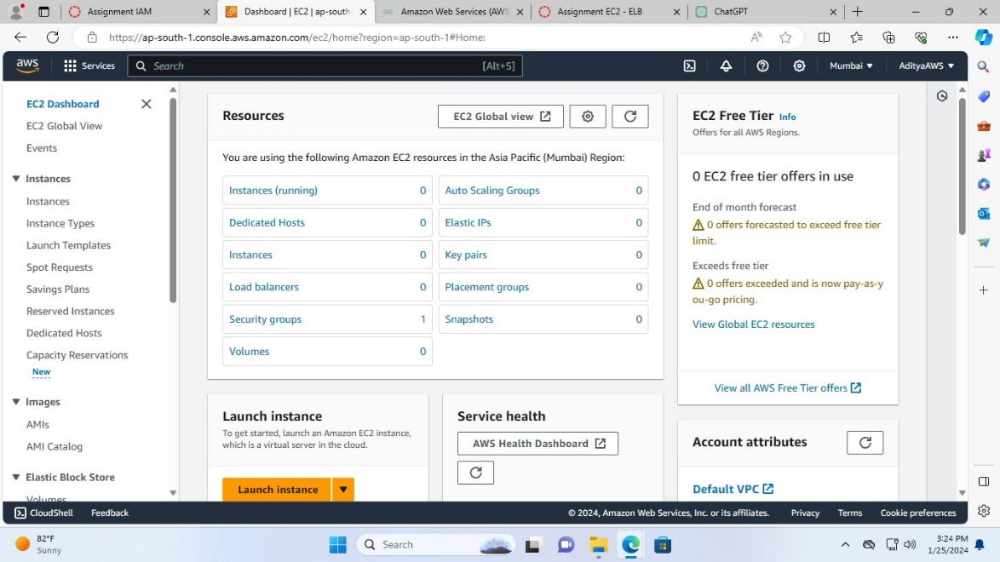 Assignment IAM
Dashboard | EC2 | ap-south-
Amazon Web Services (AWS
Assignment EC2 - ELB
ChatGPT
https://ap-south-1.console.aws.amazon.com/ec2/home?region=ap-south-1#Home:
aws
Services
Search
[Alt+S]
Mumbai
AdityaAWS
EC2 Dashboard
EC2 Global View
Events
Instances
Instances
Instance Types
Launch Templates
Spot Requests
Savings Plans
Reserved Instances
Dedicated Hosts
Capacity Reservations
New
Images
AMIs
AMI Catalog
Elastic Block Store
Volumes
Resources
EC2 Global view
You are using the following Amazon EC2 resources in the Asia Pacific (Mumbai) Region:
Instances (running) 0
Auto Scaling Groups 0
Dedicated Hosts 0
Elastic IPs 0
Instances 0
Key pairs 0
Load balancers 0
Placement groups 0
Security groups 1
Snapshots 0
Volumes 0
Launch instance
To get started, launch an Amazon EC2 instance,
which is a virtual server in the cloud.
Launch instance
Service health
AWS Health Dashboard
EC2 Free Tier Info
Offers for all AWS Regions.
0 EC2 free tier offers in use
End of month forecast
0 offers forecasted to exceed free tier
limit.
Exceeds free tier
0 offers exceeded and is now pay-as-y
ou-go pricing.
View Global EC2 resources
View all AWS Free Tier offers
Account attributes
Default VPC
CloudShell
Feedback
© 2024, Amazon Web Services, Inc. or its affiliates.
Privacy
Terms
Cookie preferences
82°F
Sunny
Search
3:24 PM
1/25/2024